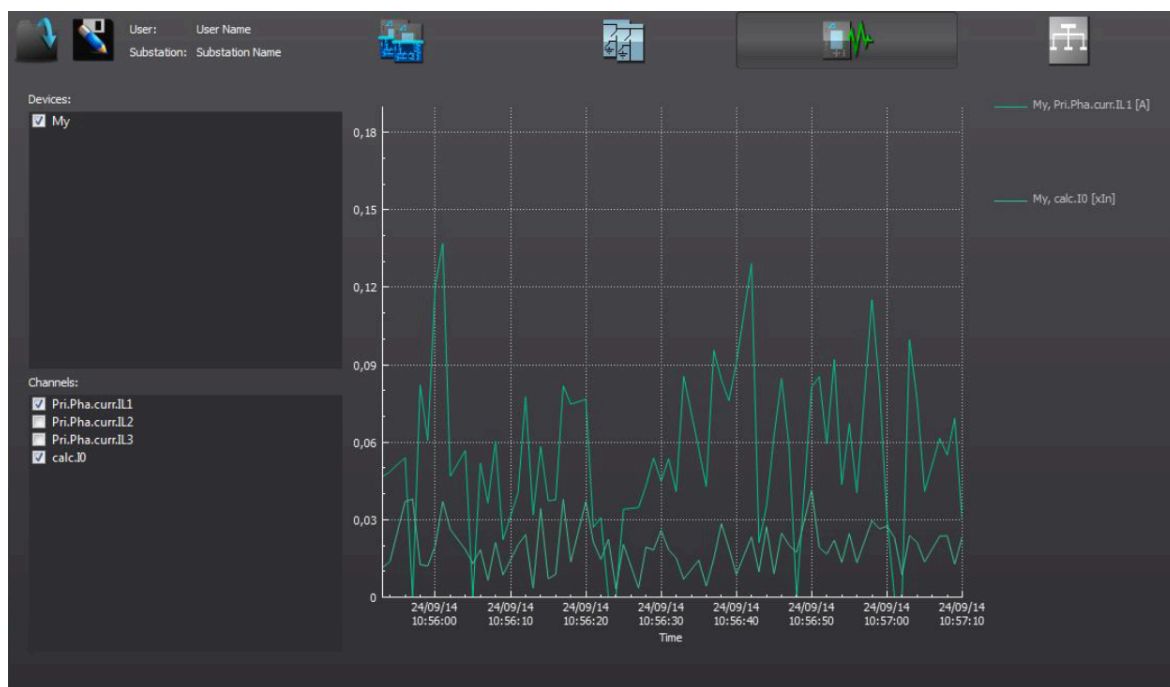 User: User Name
Substation: Substation Name
Devices:
My
Channels:
Pri.Pha.curr.IL1
Pri.Pha.curr.IL2
Pri.Pha.curr.IL3
calc.I0
0,18
0,15
0,12
0,09
0,06
0,03
0
24/09/14 24/09/14 24/09/14 24/09/14 24/09/14 24/09/14 24/09/14 24/09/14
10:56:00 10:56:10 10:56:20 10:56:30 10:56:40 10:56:50 10:57:00 10:57:10
Time
My, Pri.Pha.curr.IL1 [A]
My, calc.I0 [xIn]